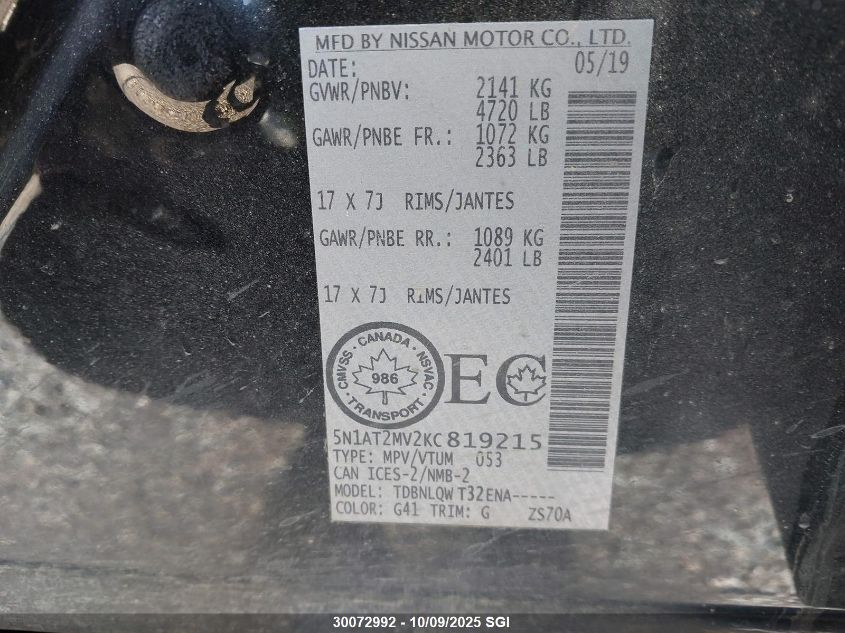 MFD BY NISSAN MOTOR CO., LTD.
DATE: 05/19
GVWR/PNBV: 2141 KG
4720 LB
GAWR/PNBE FR.: 1072 KG
2363 LB
17 X 7J RIMS/JANTES
GAWR/PNBE RR.: 1089 KG
2401 LB
17 X 7J RIMS/JANTES
CMVSS · CANADA · NSVAC · TRANSPORT ·
986
EC
5N1AT2MV2KC819215
TYPE: MPV/VTUM 053
CAN ICES-2/NMB-2
MODEL: TDBNLQW T32ENA-----
COLOR: G41 TRIM: G ZS70A
30072992 - 10/09/2025 SGI